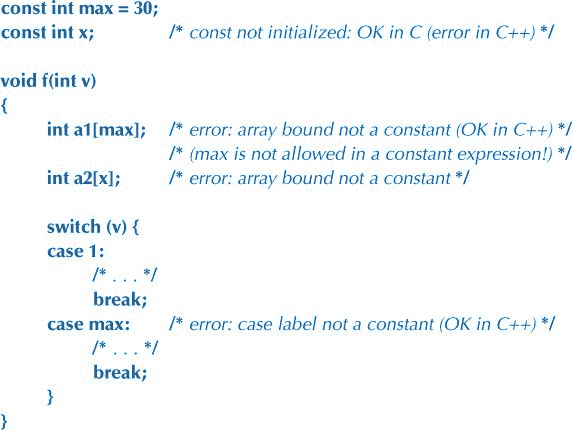 const int max = 30;
const int x; /* const not initialized: OK in C (error in C++) */
void f(int v)
{
int a1[max]; /* error: array bound not a constant (OK in C++) */
/* (max is not allowed in a constant expression!) */
int a2[x]; /* error: array bound not a constant */
switch (v) {
case 1:
/* . . . */
break;
case max: /* error: case label not a constant (OK in C++) */
/* . . . */
break;
}
}